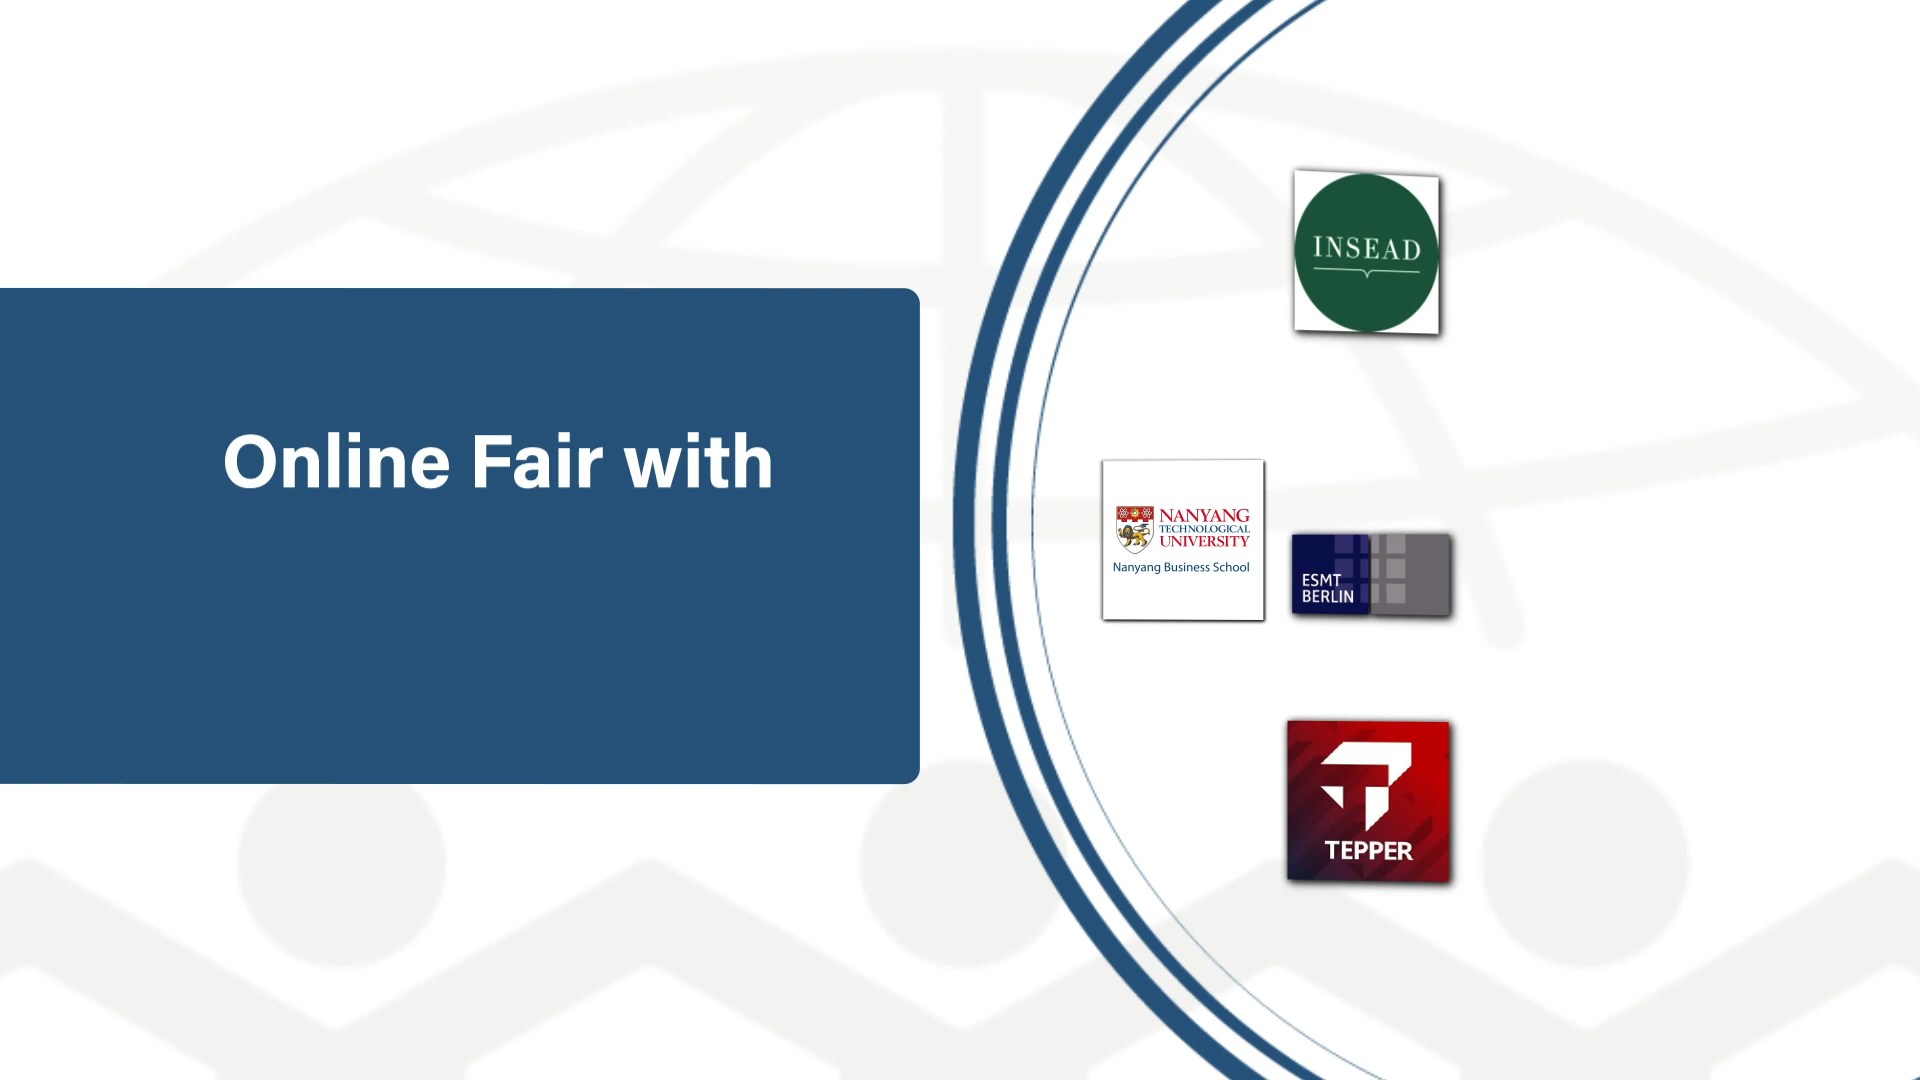 Online Fair with
INSEAD
NANYANG
TECHNOLOGICAL
UNIVERSITY
Nanyang Business School
ESMT
BERLIN
TEPPER